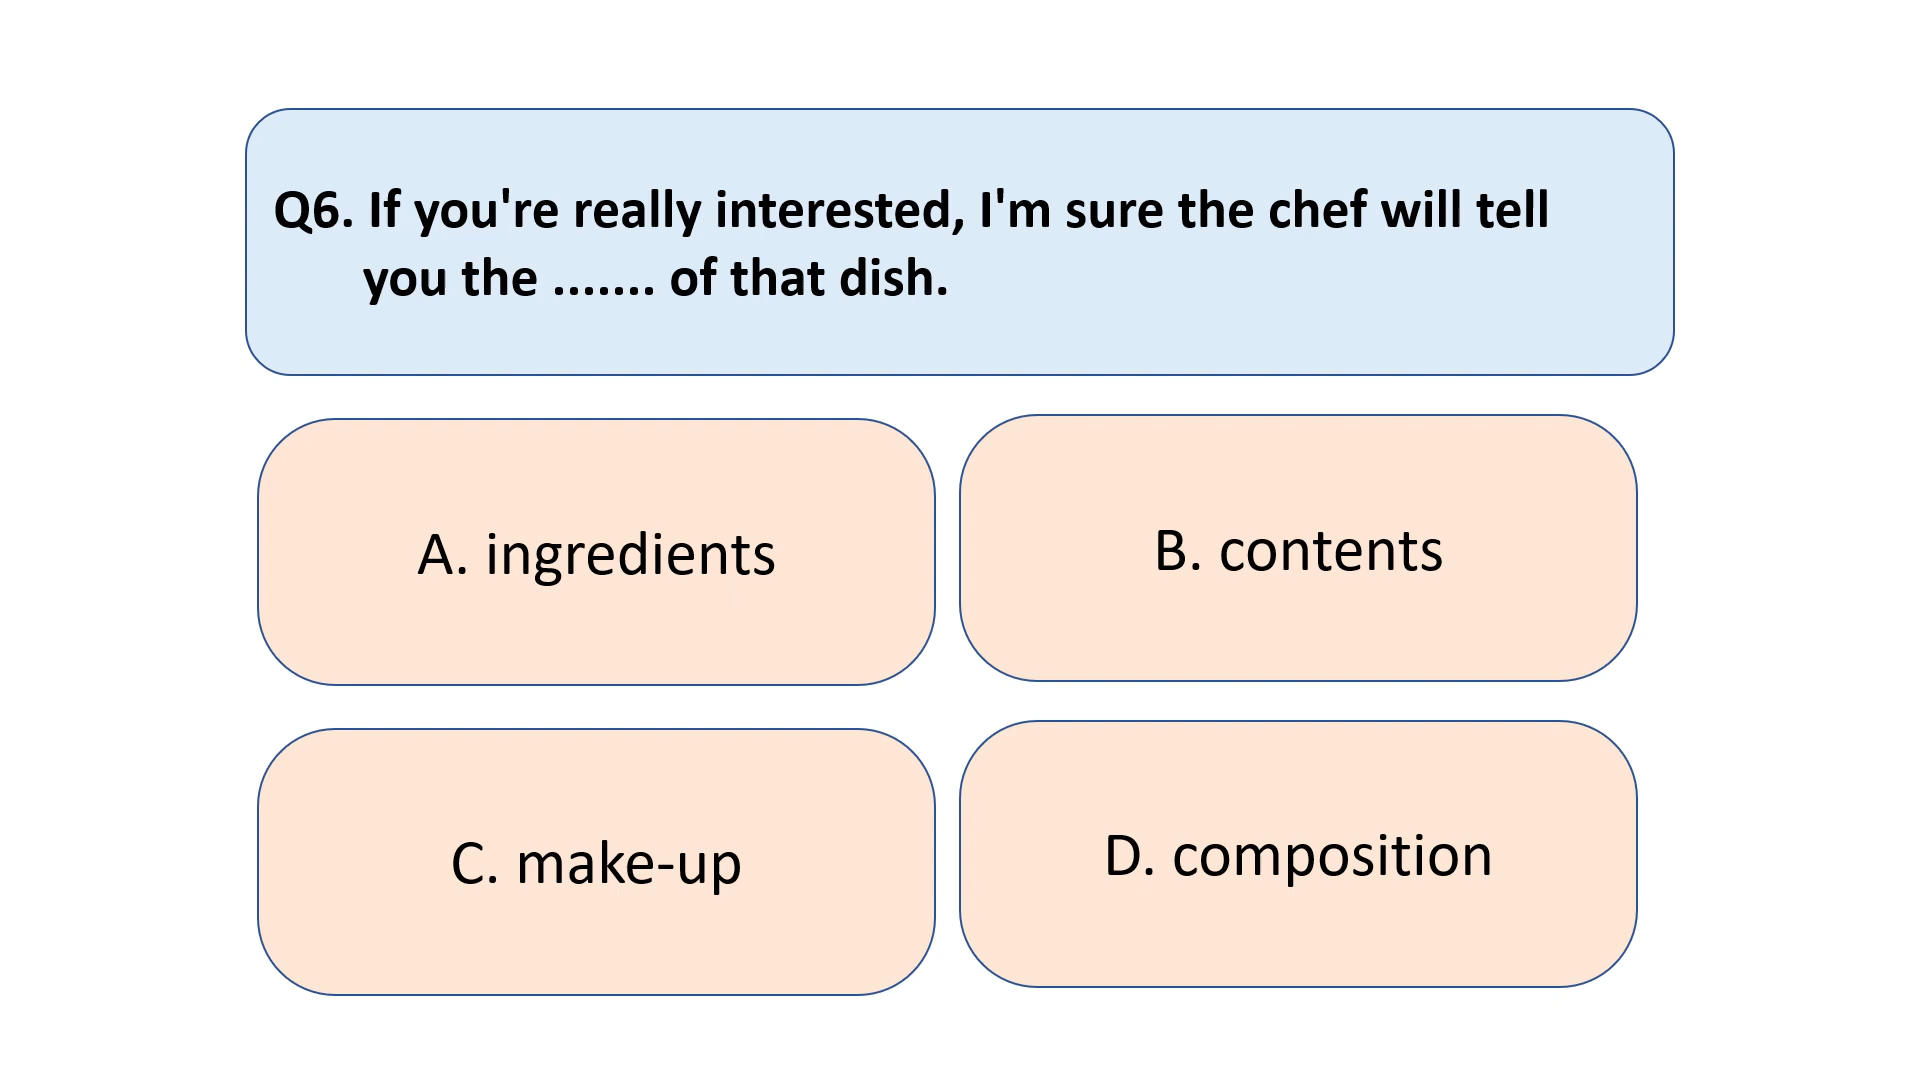 Q6. If you're really interested, I'm sure the chef will tell
you the ....... of that dish.
A. ingredients
B. contents
C. make-up
D. composition